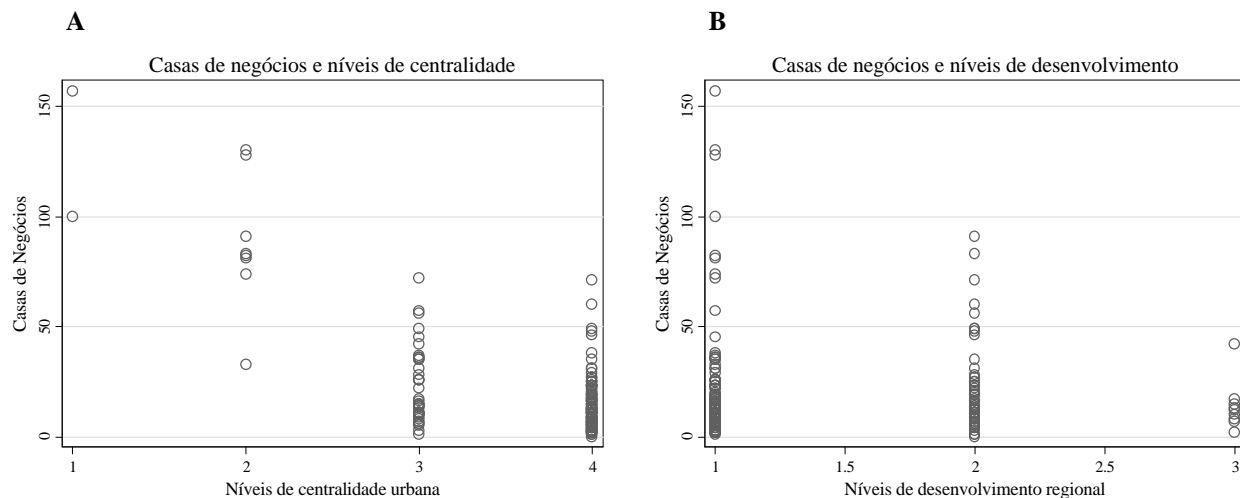 A
Casas de negócios e níveis de centralidade
Casas de Negócios
150
100
50
0
1 2 3 4
Níveis de centralidade urbana
B
Casas de negócios e níveis de desenvolvimento
Casas de Negócios
150
100
50
0
1 1.5 2 2.5 3
Níveis de desenvolvimento regional